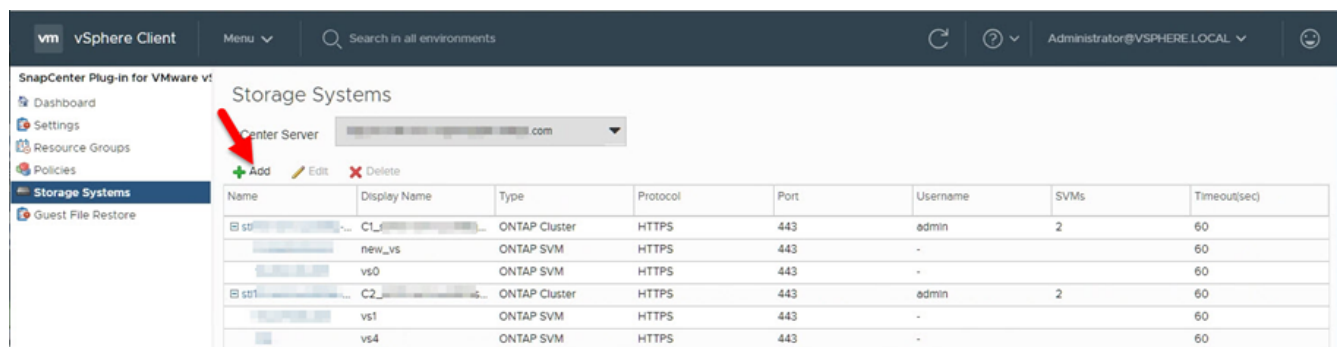 vm vSphere Client Menu Search in all environments Administrator@VSPHERE.LOCAL
SnapCenter Plug-in for VMware
Dashboard
Settings
Resource Groups
Policies
Storage Systems
Guest File Restore
Storage Systems
Center Server .com
Add Edit Delete
Name Display Name Type Protocol Port Username SVMs Timeout(sec)
C1_ ONTAP Cluster HTTPS 443 admin 2 60
new_vs ONTAP SVM HTTPS 443 - 60
vs0 ONTAP SVM HTTPS 443 - 60
C2_ ONTAP Cluster HTTPS 443 admin 2 60
vs1 ONTAP SVM HTTPS 443 - 60
vs4 ONTAP SVM HTTPS 443 - 60